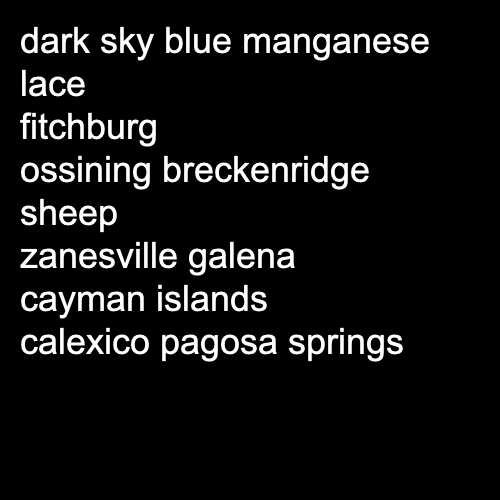 dark sky blue manganese
lace
fitchburg
ossining breckenridge
sheep
zanesville galena
cayman islands
calexico pagosa springs